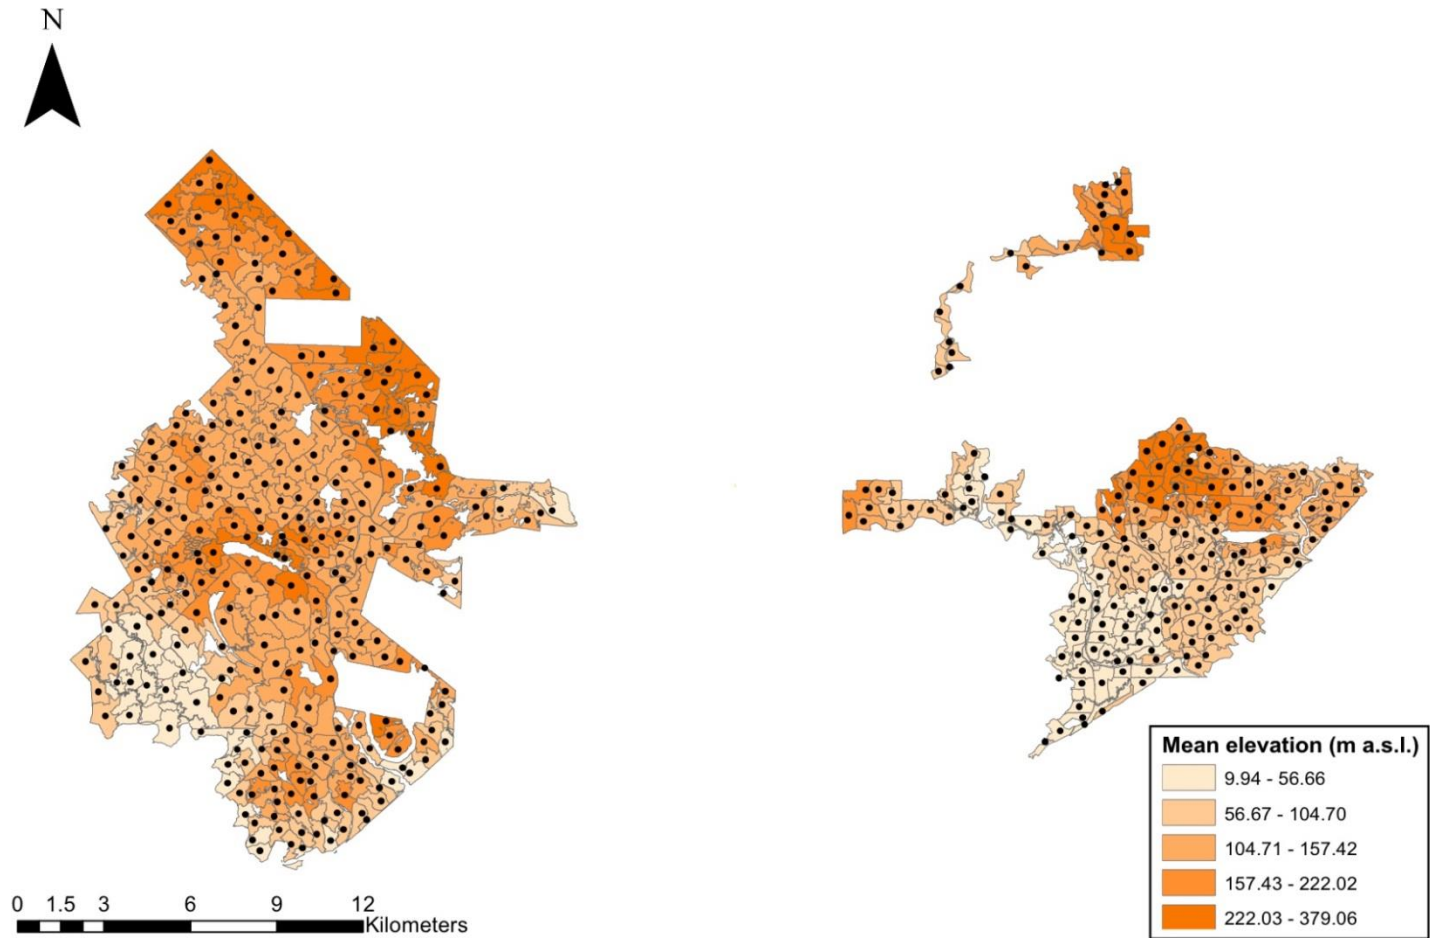 N
Mean elevation (m a.s.l.)
9.94 - 56.66
56.67 - 104.70
104.71 - 157.42
157.43 - 222.02
222.03 - 379.06
0 1.5 3 6 9 12
Kilometers